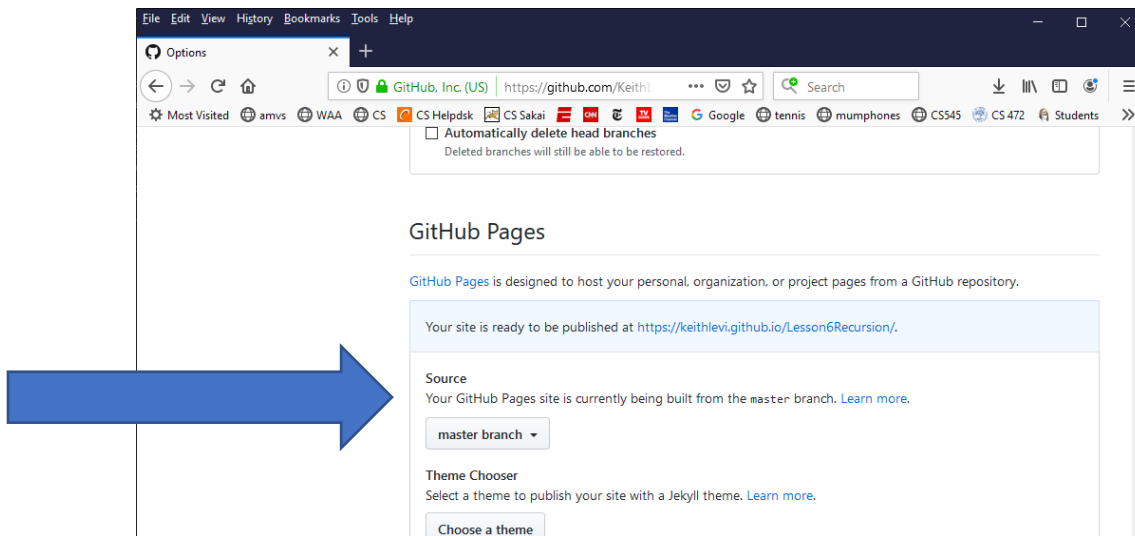 File Edit View History Bookmarks Tools Help
Options
GitHub, Inc. (US) https://github.com/KeithL Search
Most Visited amvs WAA CS CS Helpdsk CS Sakai CNN TV Google tennis mumphones CS545 CS 472 Students
Automatically delete head branches
Deleted branches will still be able to be restored.
GitHub Pages
GitHub Pages is designed to host your personal, organization, or project pages from a GitHub repository.
Your site is ready to be published at https://keithlevi.github.io/Lesson6Recursion/.
Source
Your GitHub Pages site is currently being built from the master branch. Learn more.
master branch
Theme Chooser
Select a theme to publish your site with a Jekyll theme. Learn more.
Choose a theme